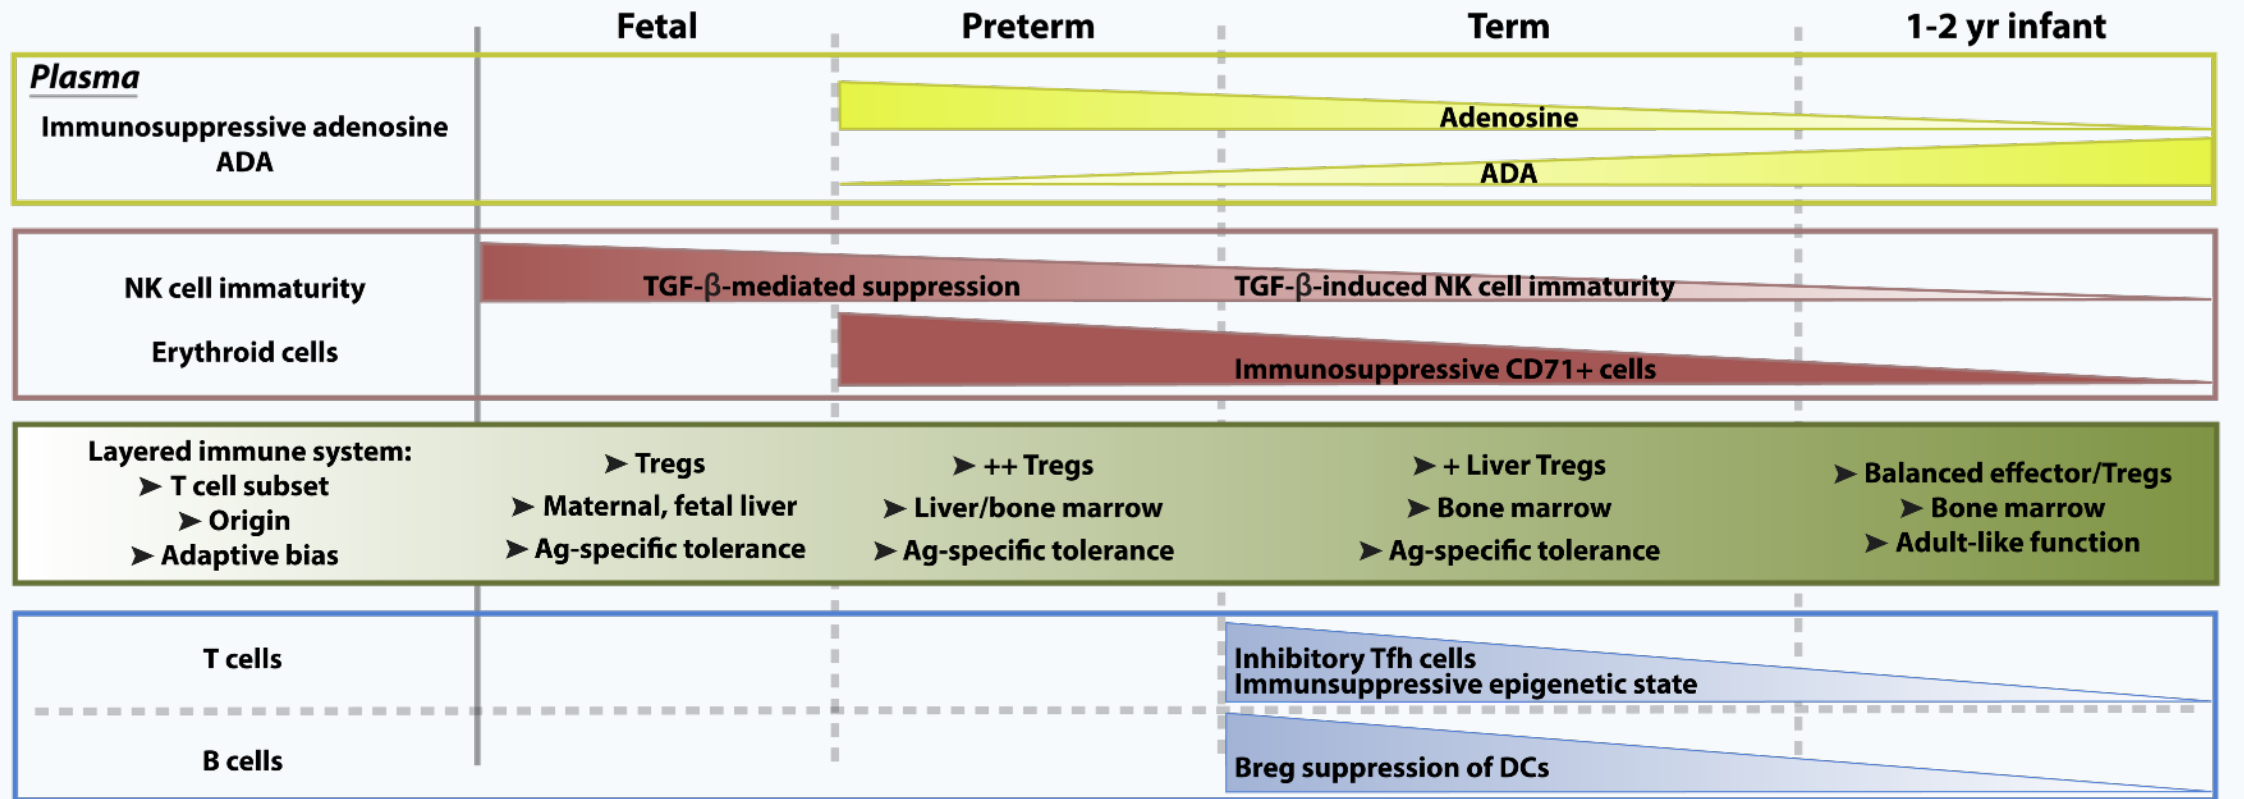 Fetal Preterm Term 1-2 yr infant
Plasma
Immunosuppressive adenosine
ADA
Adenosine
ADA
NK cell immaturity
TGF-β-mediated suppression
TGF-β-induced NK cell immaturity
Erythroid cells
Immunosuppressive CD71+ cells
Layered immune system:
➤ T cell subset
➤ Origin
➤ Adaptive bias
➤ Tregs
➤ Maternal, fetal liver
➤ Ag-specific tolerance
➤ ++ Tregs
➤ Liver/bone marrow
➤ Ag-specific tolerance
➤ + Liver Tregs
➤ Bone marrow
➤ Ag-specific tolerance
➤ Balanced effector/Tregs
➤ Bone marrow
➤ Adult-like function
T cells
Inhibitory Tfh cells
Immunsuppressive epigenetic state
B cells
Breg suppression of DCs